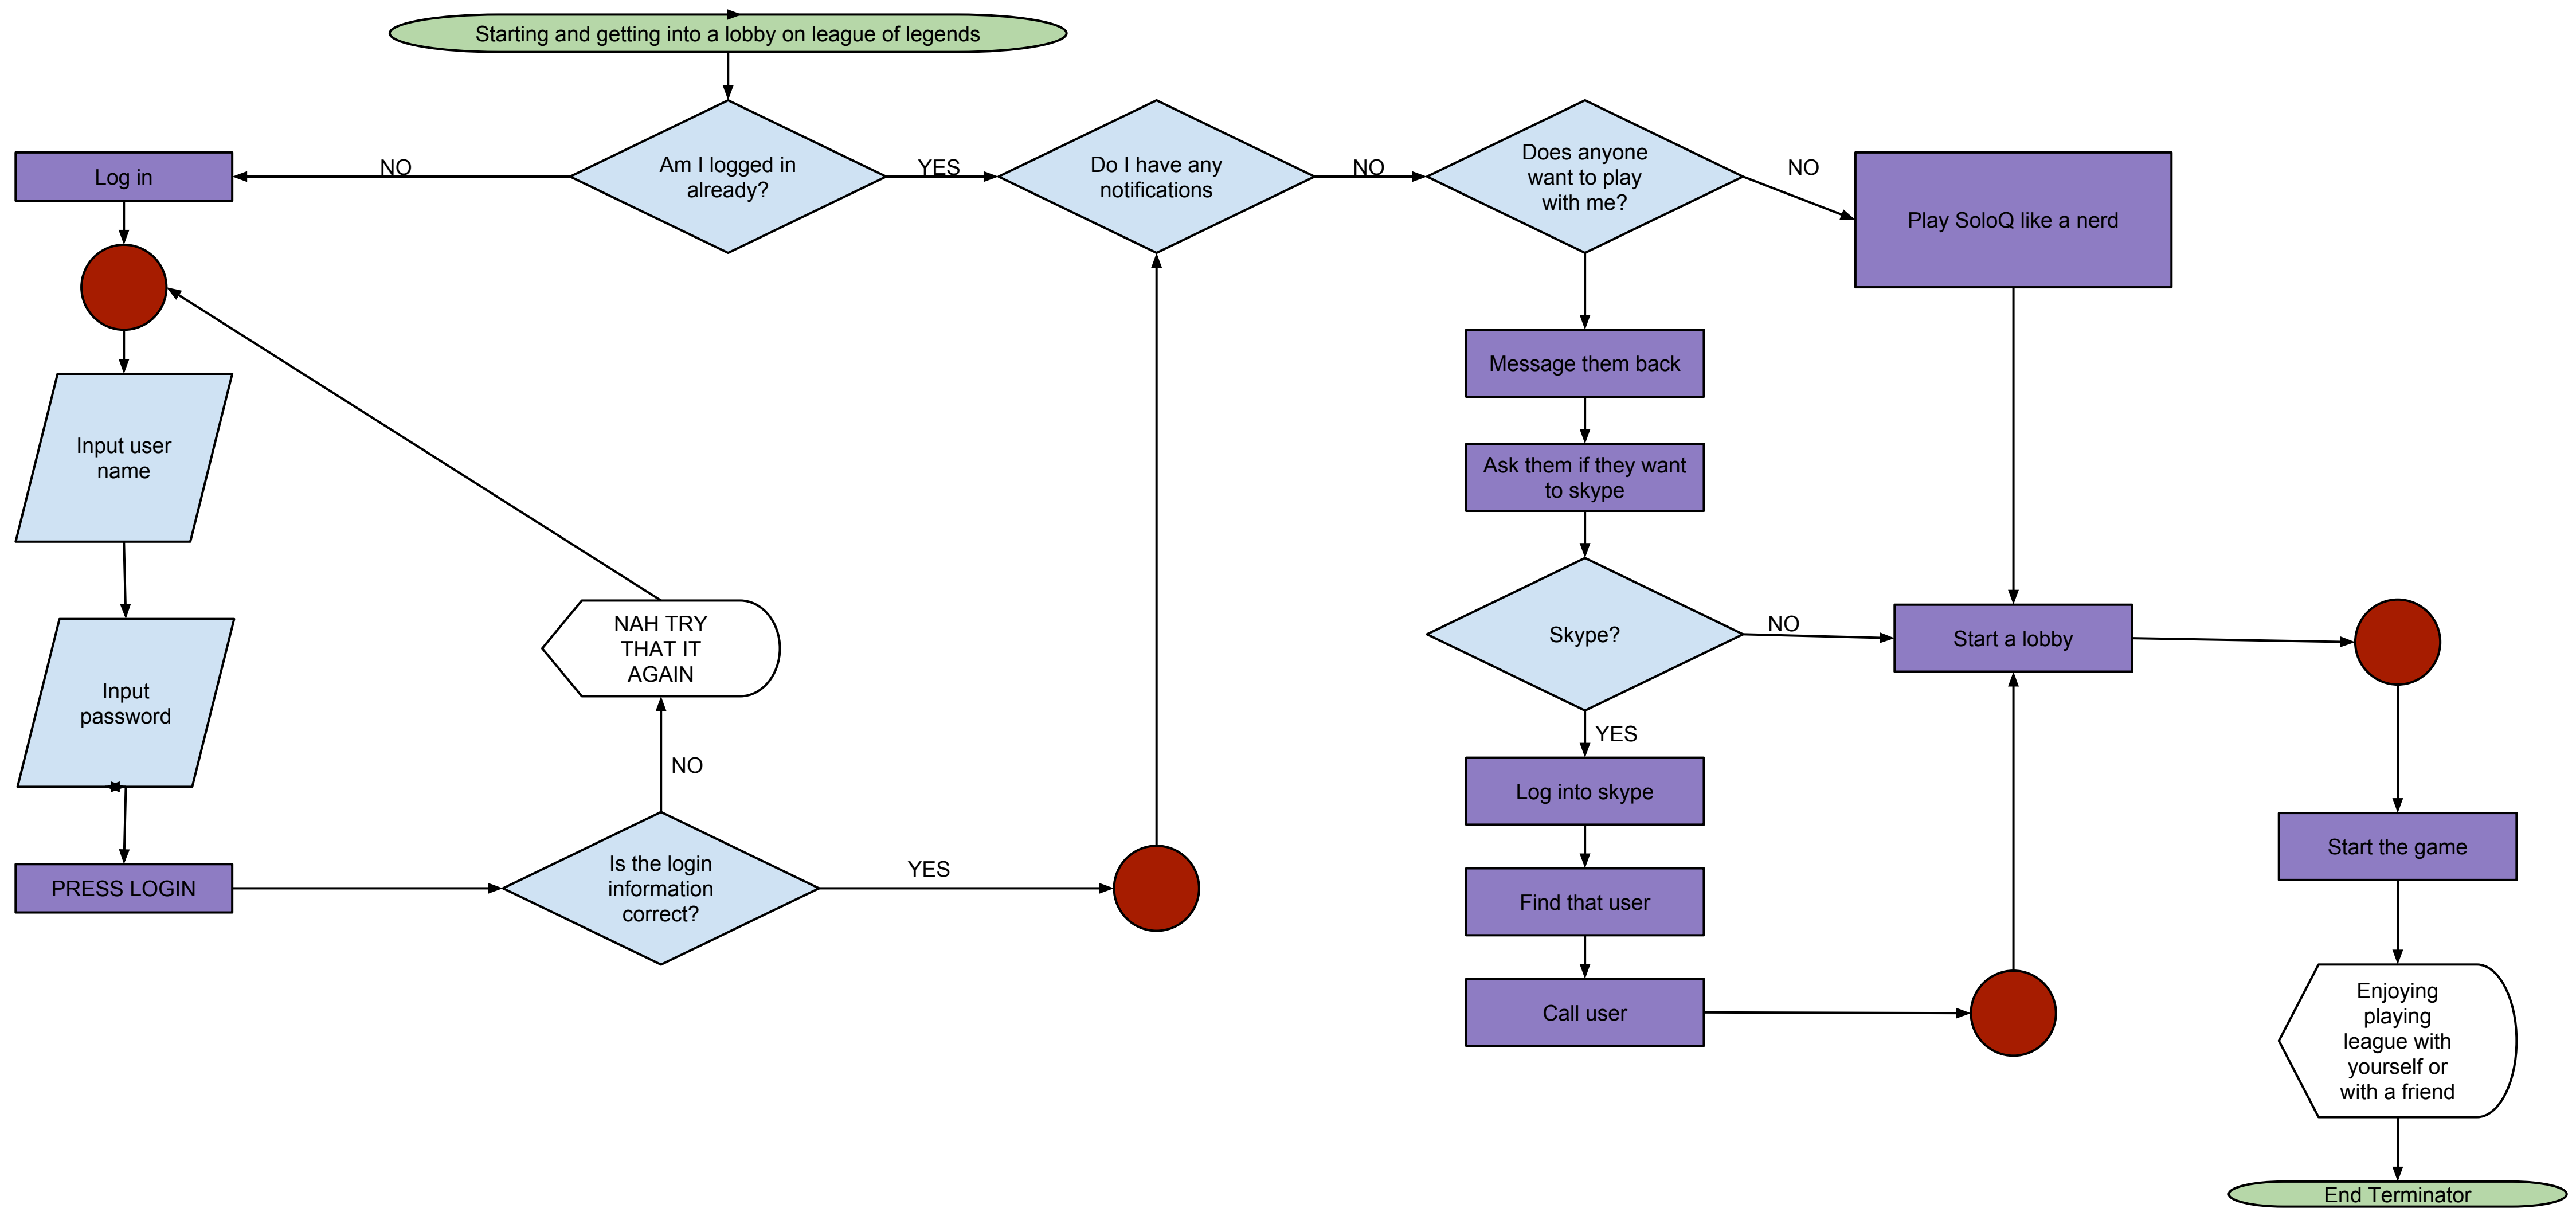 Starting and getting into a lobby on league of legends
Am I logged in
already?
NO
Log in
YES
Do I have any
notifications
NO
Does anyone
want to play
with me?
NO
Play SoloQ like a nerd
Input user
name
Input
password
PRESS LOGIN
Is the login
information
correct?
NO
NAH TRY
THAT IT
AGAIN
YES
Message them back
Ask them if they want
to skype
Skype?
NO
Start a lobby
YES
Log into skype
Find that user
Call user
Start the game
Enjoying
playing
league with
yourself or
with a friend
End Terminator